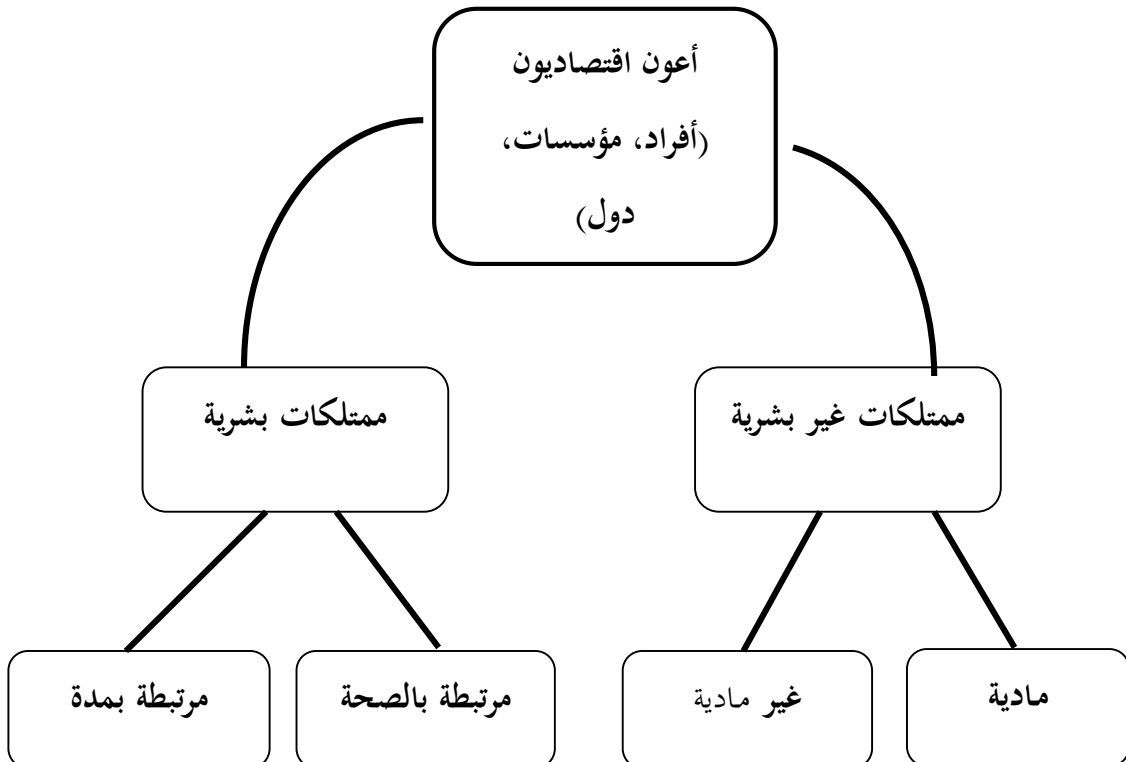 أعون اقتصاديون
(أفراد، مؤسسات،
دول)
ممتلكات غير بشرية
ممتلكات بشرية
مادية
غير مادية
مرتبطة بالصحة
مرتبطة بمدة